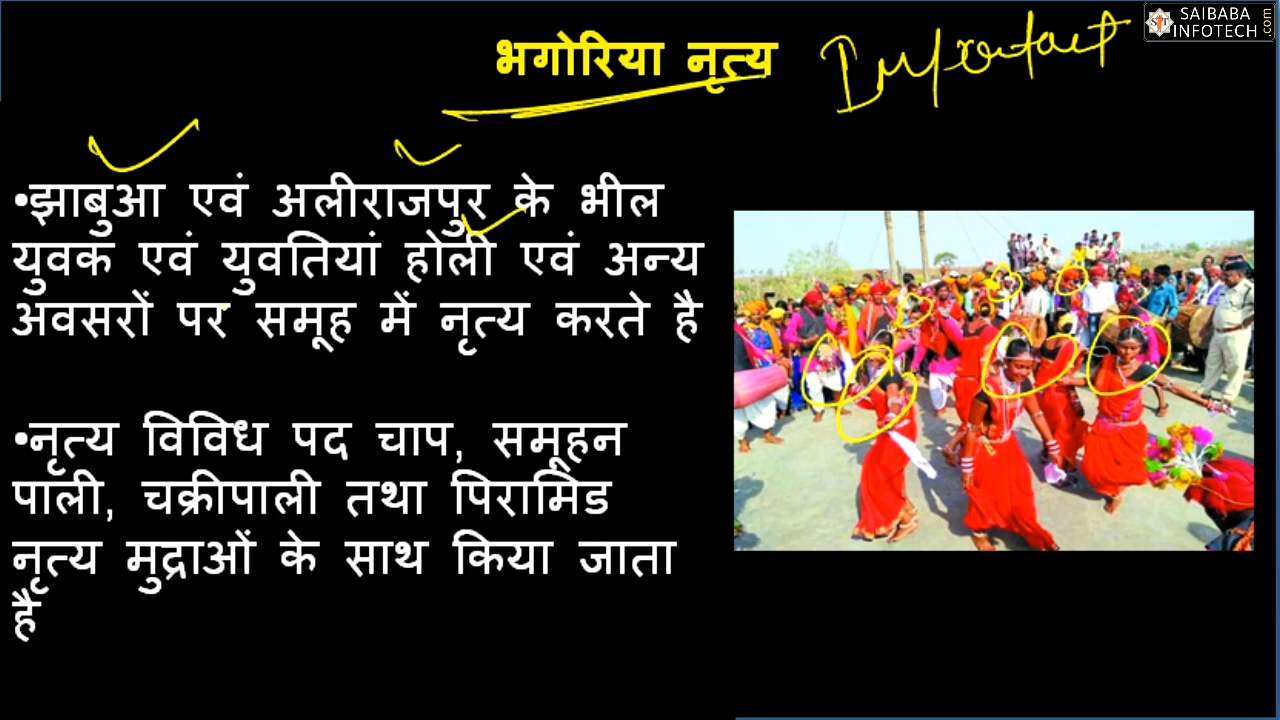 SAIBABA
INFOTECH.com
भगोरिया नृत्य Important
•झाबुआ एवं अलीराजपुर के भील
युवक एवं युवतियां होली एवं अन्य
अवसरों पर समूह में नृत्य करते है
•नृत्य विविध पद चाप, समूहन
पाली, चक्रीपाली तथा पिरामिड
नृत्य मुद्राओं के साथ किया जाता
है